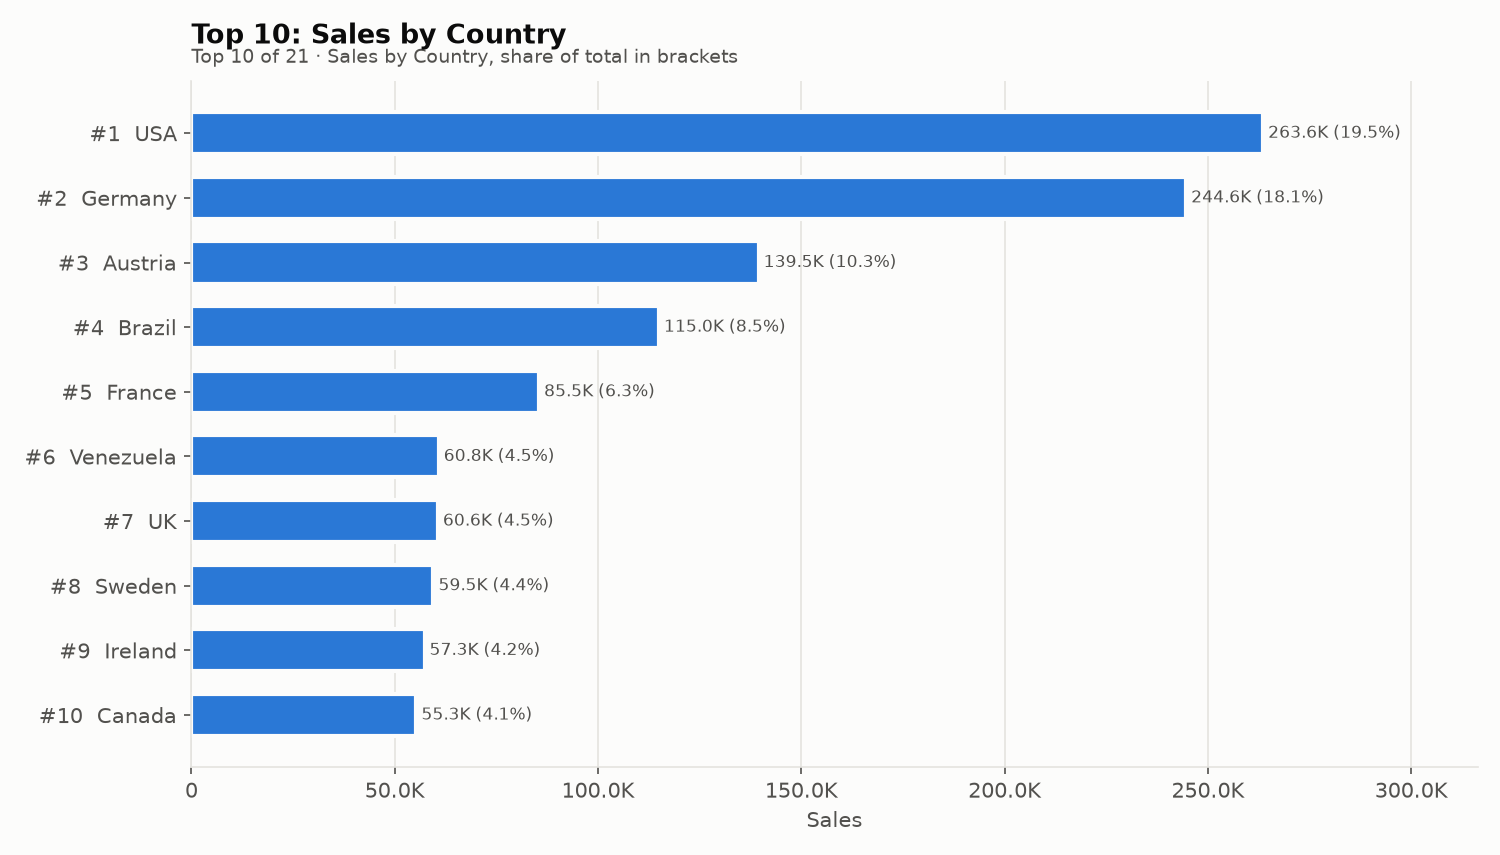 Top 10: Sales by Country
Top 10 of 21 · Sales by Country, share of total in brackets
#1 USA 263.6K (19.5%)
#2 Germany 244.6K (18.1%)
#3 Austria 139.5K (10.3%)
#4 Brazil 115.0K (8.5%)
#5 France 85.5K (6.3%)
#6 Venezuela 60.8K (4.5%)
#7 UK 60.6K (4.5%)
#8 Sweden 59.5K (4.4%)
#9 Ireland 57.3K (4.2%)
#10 Canada 55.3K (4.1%)
0 50.0K 100.0K 150.0K 200.0K 250.0K 300.0K
Sales